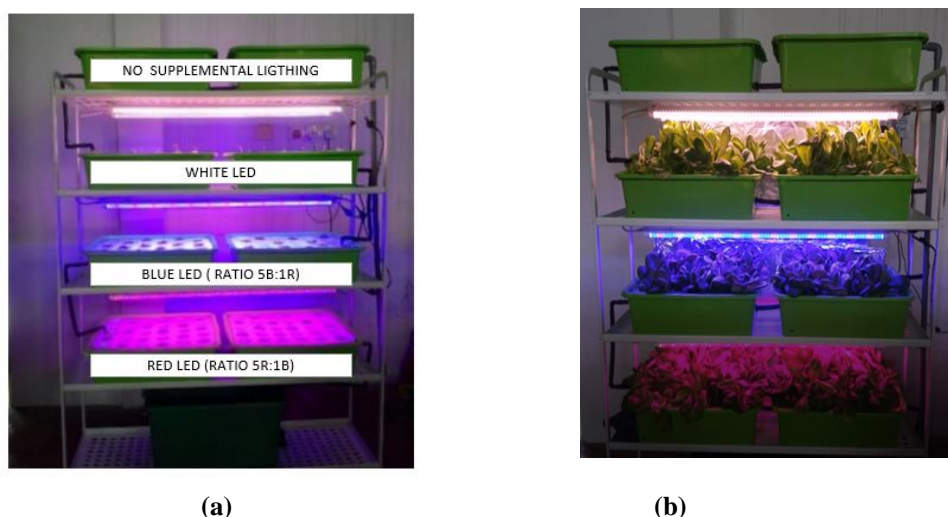 NO SUPPLEMENTAL LIGTHING
WHITE LED
BLUE LED ( RATIO 5B:1R)
RED LED (RATIO 5R:1B)
(a)
(b)